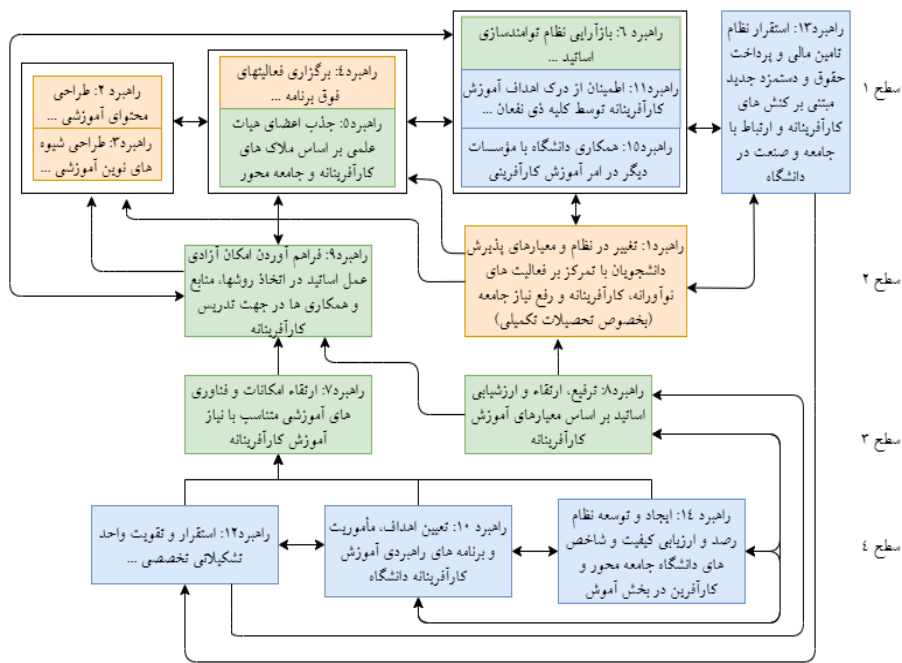 راهبرد۱۳: استقرار نظام
تامین مالی و پرداخت
حقوق و دستمزد جدید
مبتنی بر کنش های
کارآفرینانه و ارتباط با
جامعه و صنعت در
دانشگاه
سطح ۱
راهبرد ۶: بازآرایی نظام توانمندسازی
اساتید ...
راهبرد۱۱: اطمینان از درک اهداف آموزش
کارآفرینانه توسط کلیه ذی نفعان ...
راهبرد۱۵: همکاری دانشگاه با مؤسسات
دیگر در امر آموزش کارآفرینی
راهبرد۴: برگزاری فعالیتهای
فوق برنامه ...
راهبرد۵: جذب اعضای هیات
علمی بر اساس ملاک های
کارآفرینانه و جامعه محور
راهبرد ۲: طراحی
محتوای آموزشی ...
راهبرد۳: طراحی شیوه
های نوین آموزشی ...
سطح ۲
راهبرد۱: تغییر در نظام و معیارهای پذیرش
دانشجویان با تمرکز بر فعالیت های
نوآورانه، کارآفرینانه و رفع نیاز جامعه
(بخصوص تحصیلات تکمیلی)
راهبرد۹: فراهم آوردن امکان آزادی
عمل اساتید در اتخاذ روشها، منابع
و همکاری ها در جهت تدریس
کارآفرینانه
سطح ۳
راهبرد۸: ترفیع، ارتقاء و ارزشیابی
اساتید بر اساس معیارهای آموزش
کارآفرینانه
راهبرد۷: ارتقاء امکانات و فناوری
های آموزشی متناسب با نیاز
آموزش کارآفرینانه
سطح ٤
راهبرد ۱٤: ایجاد و توسعه نظام
رصد و ارزیابی کیفیت و شاخص
های دانشگاه جامعه محور و
کارآفرین در بخش آموش
راهبرد ۱۰: تعیین اهداف، مأموریت
و برنامه های راهبردی آموزش
کارآفرینانه دانشگاه
راهبرد۱۲: استقرار و تقویت واحد
تشکیلاتی تخصصی ...